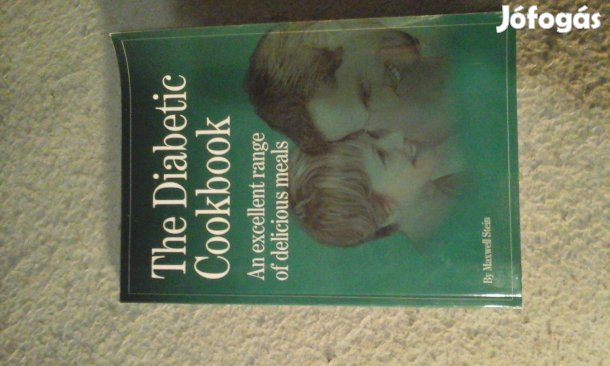 Jófogás
The Diabetic
Cookbook
An excellent range
of delicious meals
By Maxwell Stein